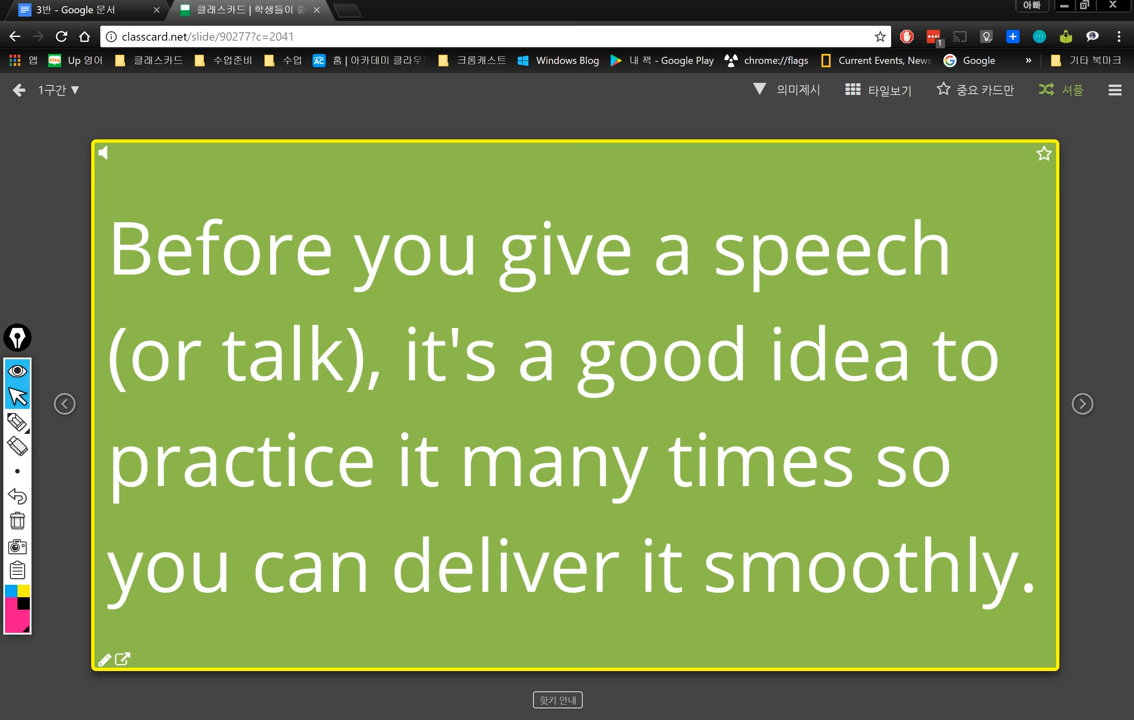 아빠
3반 - Google 문서
클래스카드 | 학생들이
classcard.net/slide/90277?c=2041
1
앱 Up 영어 클래스카드 수업준비 수업 홈 | 아카데미 클라우 크롬캐스트 Windows Blog 내 책 - Google Play chrome://flags Current Events, News Google » 기타 북마크
1구간 ▼ ▼ 의미제시 타일보기 중요 카드만 셔플
Before you give a speech
(or talk), it's a good idea to
practice it many times so
you can deliver it smoothly.
핫키 안내